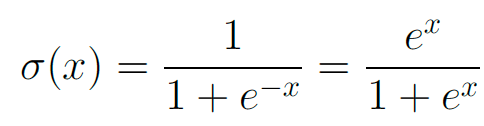 σ(x) = 1 / (1 + e^{-x}) = e^x / (1 + e^x)